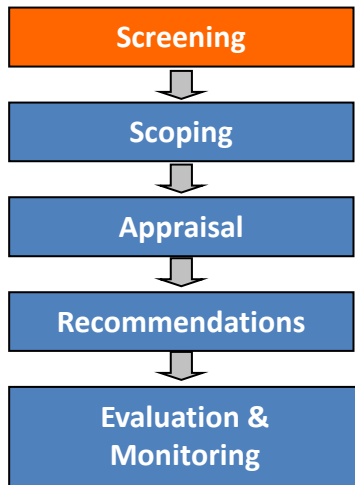 Screening
Scoping
Appraisal
Recommendations
Evaluation &
Monitoring